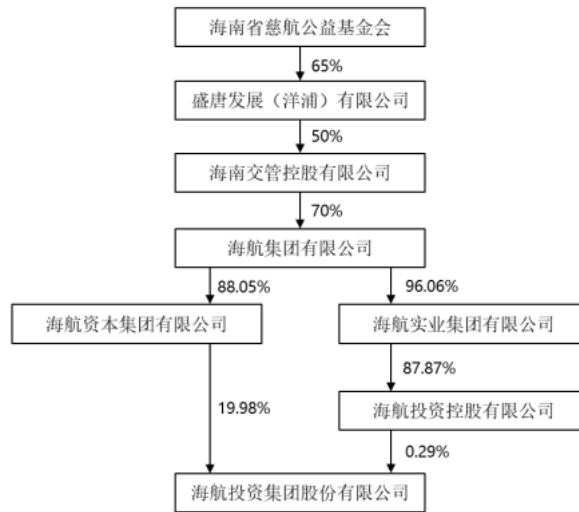 海南省慈航公益基金会
65%
盛唐发展（洋浦）有限公司
50%
海南交管控股有限公司
70%
海航集团有限公司
88.05%
96.06%
海航资本集团有限公司
海航实业集团有限公司
87.87%
19.98%
海航投资控股有限公司
0.29%
海航投资集团股份有限公司